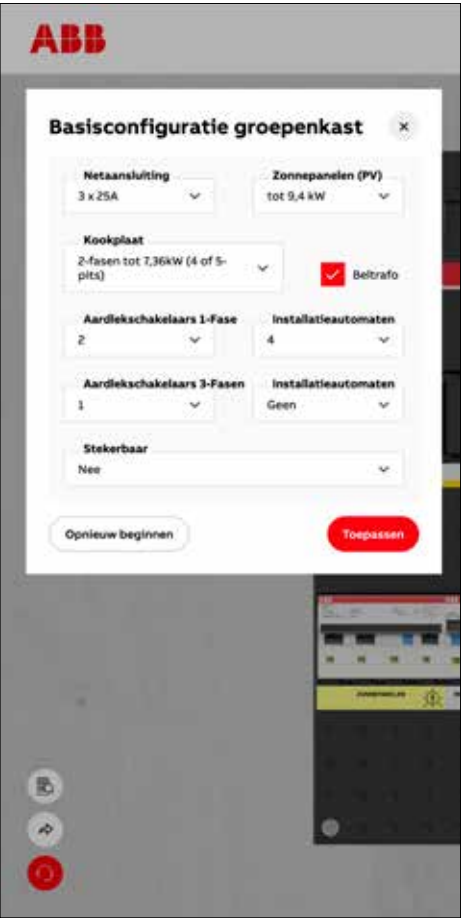 ABB
Basisconfiguratie groepenkast
Netaansluiting
Zonnepanelen (PV)
3 x 25A
tot 9,4 kW
Kookplaat
2-fasen tot 7,36kW (4 of 5-
pits)
Beltrafo
Aardlekschakelaars 1-Fase
Installatieautomaten
2
4
Aardlekschakelaars 3-Fasen
Installatieautomaten
1
Geen
Stekerbaar
Nee
Opnieuw beginnen
Toepassen
ABB
ZONNEPANELEN